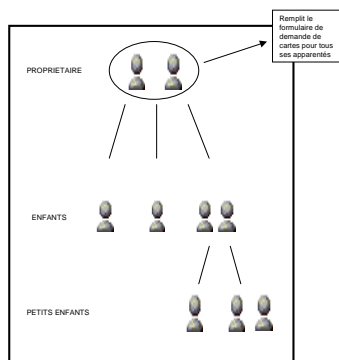 Remplit le
formulaire de
demande de
cartes pour tous
ses apparentés
PROPRIETAIRE
ENFANTS
PETITS ENFANTS